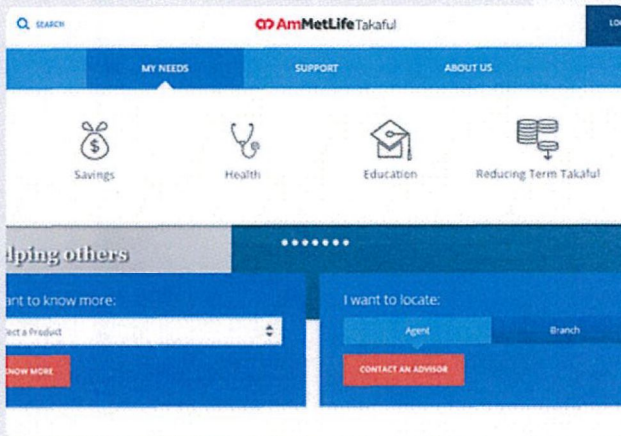 SEARCH
AmMetLife Takaful
MY NEEDS
SUPPORT
ABOUT US
$
Savings
Health
Education
Reducing Term Takaful
lping others
ant to know more:
ect a Product
NOW MORE
I want to locate:
Agent
Branch
CONTACT AN ADVISOR